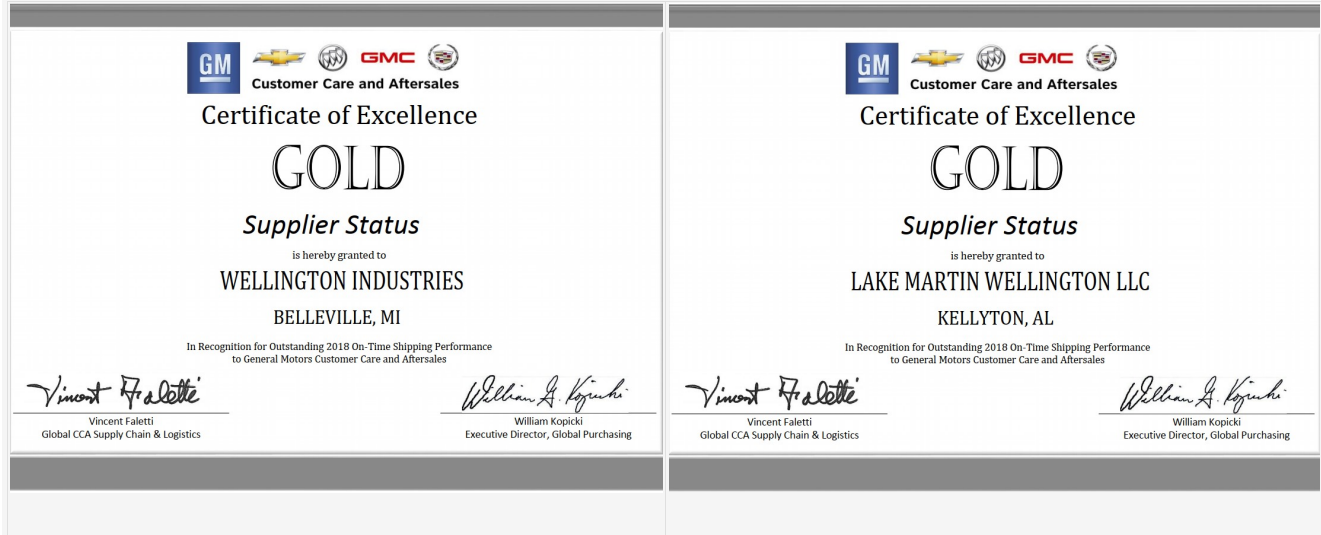 GM
GMC
Customer Care and Aftersales
Certificate of Excellence
GOLD
Supplier Status
is hereby granted to
WELLINGTON INDUSTRIES
BELLEVILLE, MI
In Recognition for Outstanding 2018 On-Time Shipping Performance
to General Motors Customer Care and Aftersales
Vincent Faletti
William G. Kopicki
Vincent Faletti
Global CCA Supply Chain & Logistics
William Kopicki
Executive Director, Global Purchasing
GM
GMC
Customer Care and Aftersales
Certificate of Excellence
GOLD
Supplier Status
is hereby granted to
LAKE MARTIN WELLINGTON LLC
KELLYTON, AL
In Recognition for Outstanding 2018 On-Time Shipping Performance
to General Motors Customer Care and Aftersales
Vincent Faletti
William G. Kopicki
Vincent Faletti
Global CCA Supply Chain & Logistics
William Kopicki
Executive Director, Global Purchasing